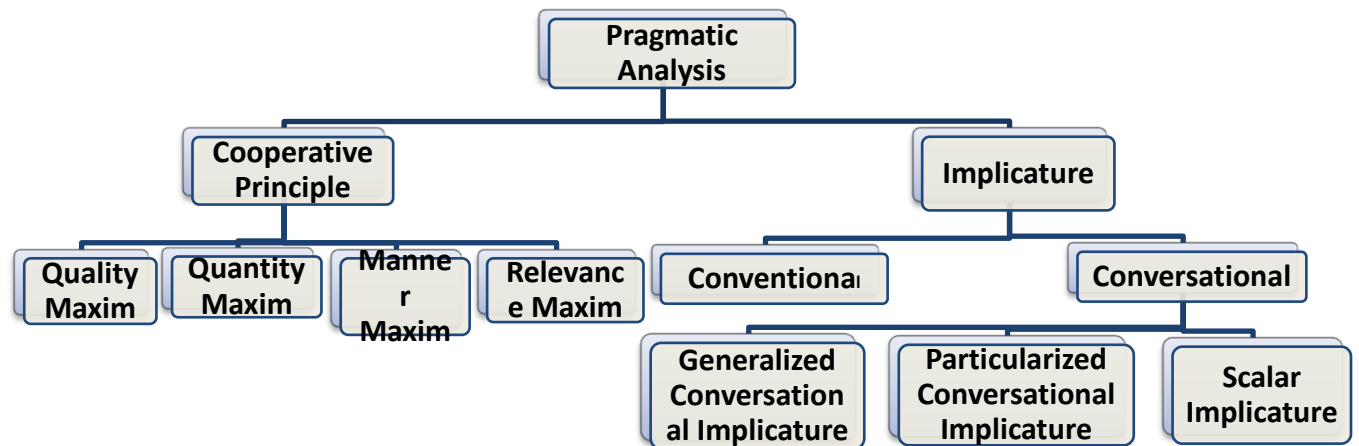 Pragmatic
Analysis
Cooperative
Principle
Implicature
Quality
Maxim
Quantity
Maxim
Manne
r
Maxim
Relevanc
e Maxim
Conventional
Conversational
Generalized
Conversation
al Implicature
Particularized
Conversational
Implicature
Scalar
Implicature